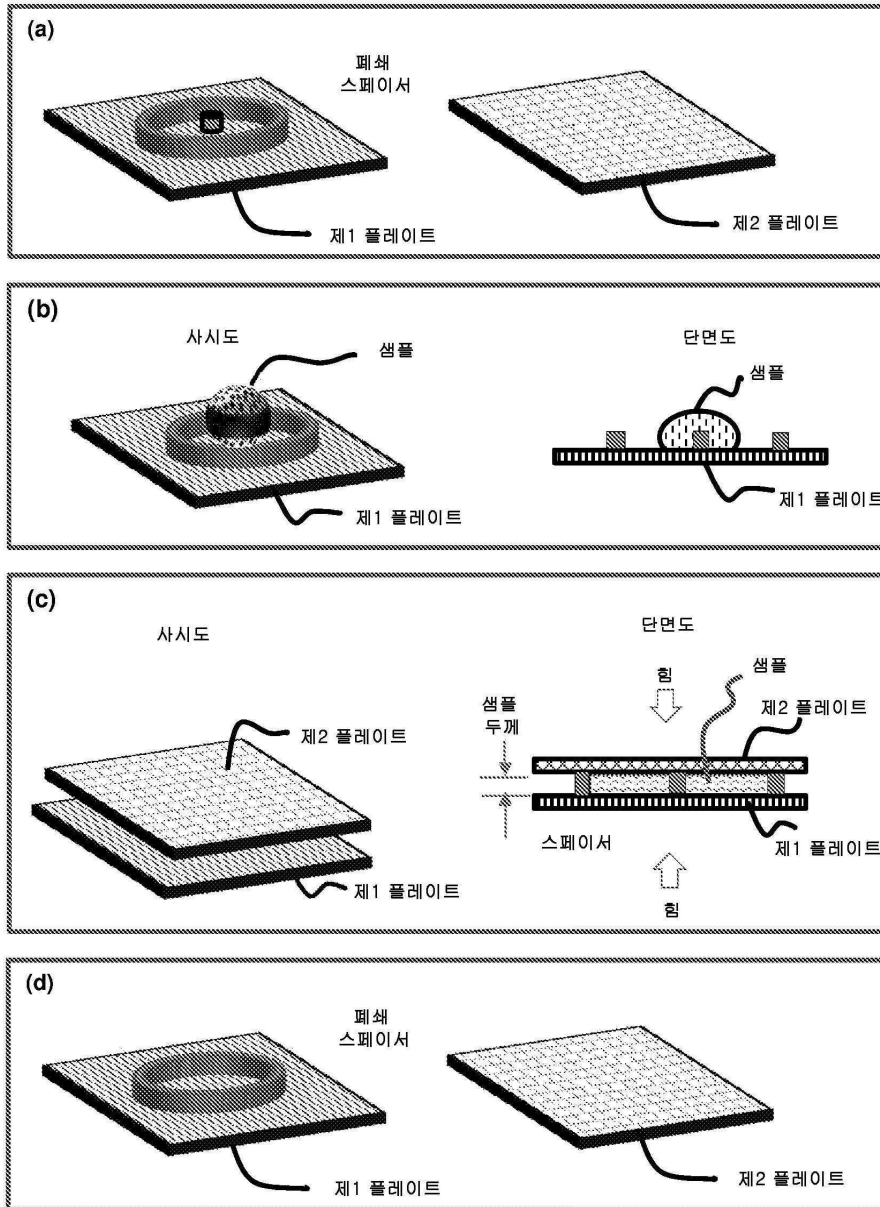 (a)
폐쇄
스페이서
제1 플레이트
제2 플레이트
(b)
사시도
샘플
제1 플레이트
단면도
샘플
제1 플레이트
(c)
사시도
제2 플레이트
제1 플레이트
단면도
힘
샘플
샘플
두께
제2 플레이트
스페이서
제1 플레이트
힘
(d)
폐쇄
스페이서
제1 플레이트
제2 플레이트